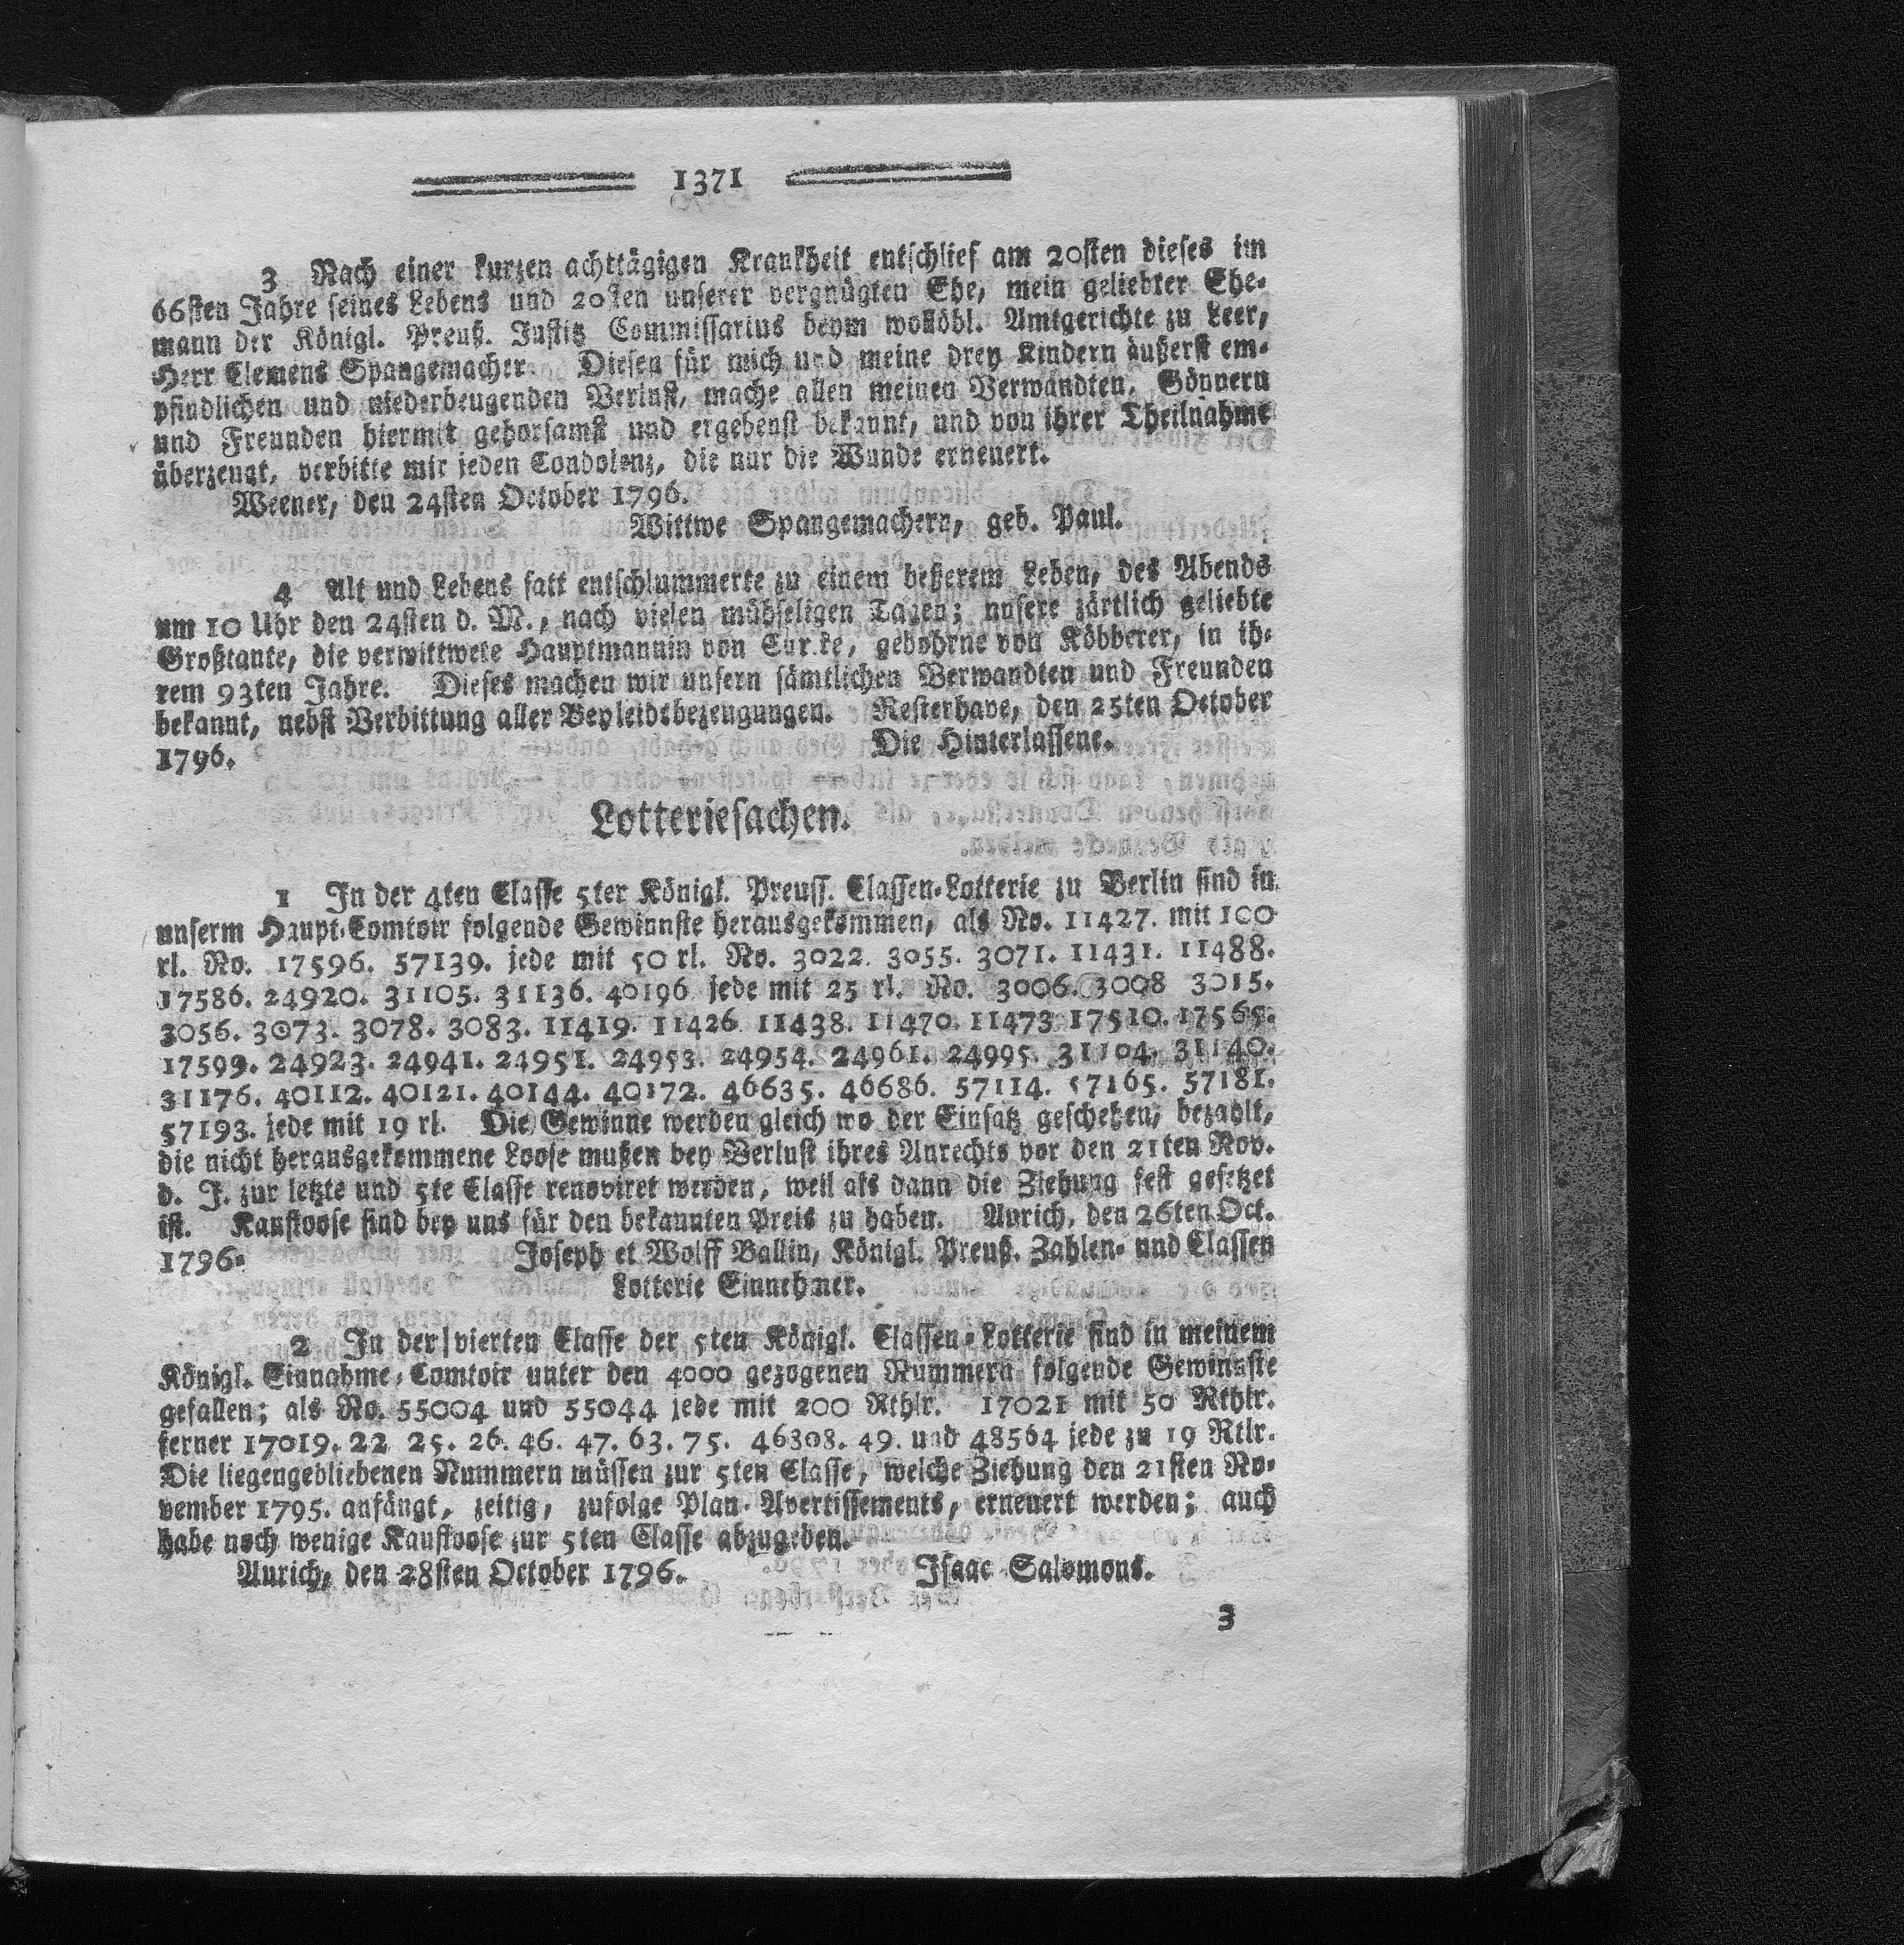 1371
3 Nach einer kurzen achttägigen Krankheit entschlief am 20sten dieses im
66sten Jahre seines Lebens und 20sten unserer vergnügten Ehe, mein geliebter Ehe-
mann der Königl. Preuß. Justitz Commissarius beym wollöbl. Amtgerichte zu Leer,
Herr Clemens Spangemacher Diesen für mich und meine drey Kindern äußerst em-
pfindlichen und niederbeugenden Verlust, mache allen meinen Verwandten, Gönnern
und Freunden hiermit gehorsamst und ergebenst bekannt, und von ihrer Theilnahme
überzeugt, verbitte mir jeden Condolenz, die nur die Wunde erneuert.
Weener, den 24sten October 1796.
Wittwe Spangemachern, geb. Paul.
4 Alt und Lebens satt entschlummerte zu einem beßerem Leben, des Abends
um 10 Uhr den 24sten d. M., nach vielen mühseligen Tagen; unsere zärtlich geliebte
Großtante, die verwittwete Hauptmannin von gebohrne von Köbberer, in ih-
rem 93ten Jahre. Dieses machen wir unsern sämtlichen Verwandten und Freunden
bekannt, nebst Verbittung aller Beyleidsbezeugungen. Resterhave, den 25ten October
1796. Die Hinterlassene.
Lotteriesachen.
1 In der 4ten Classe 5ter Königl. Preuss. Classen-Lotterie zu Berlin sind in
unserm Haupt-Comtoir folgende Gewinnste herausgekommen, als No. 11427. mit 100
rl. No. 17596. 57139. jede mit 50 rl. No. 3022. 3055. 3071. 11431. 11488.
17586. 24920. 31105. 31136. 40196 jede mit 25 rl. No. 3006. 3008 3015.
3056. 3073. 3078. 3083. 11419. 11426 11438. 11470. 11473 17510. 17565.
17599. 24923. 24941. 24951. 24953. 24954. 24961. 24995. 31104. 31140.
31176. 40112. 40121. 40144. 40172. 46635. 46686. 57114. 57165. 57181.
57193. jede mit 19 rl. Die Gewinne werden gleich wo der Einsatz geschehen, bezahlt,
die nicht herausgekommene Loose mußen bey Verlust ihres Anrechts vor den 21ten Nov.
d. J. zur letzte und 5te Classe renoviret werden, weil als dann die Ziehung fest gesetzet
ist. Kaufloose sind bey uns für den bekannten Preis zu haben. Aurich, den 26ten Oct.
1796. Joseph et Wolff Ballin, Königl. Preuß. Zahlen- und Classen
Lotterie Einnehmer.
2 In der vierten Classe der 5ten Königl. Classen-Lotterie sind in meinem
Königl. Einnahme-Comtoir unter den 4000 gezogenen Nummern folgende Gewinnste
gefallen; als No. 55004 und 55044 jede mit 200 Rthlr. 17021 mit 50 Rthlr.
ferner 17019. 22 25. 26. 46. 47. 63. 75. 46308. 49. und 48564 jede zu 19 Rtlr.
Die liegengebliebenen Nummern müssen zur 5ten Classe, welche Ziehung den 21sten No-
vember 1795. anfängt, zeitig, zufolge Plan-Avertissements, erneuert werden; auch
habe noch wenige Kaufloose zur 5ten Classe abzugeben.
Aurich, den 28sten October 1796. Isaac Salomons.
3